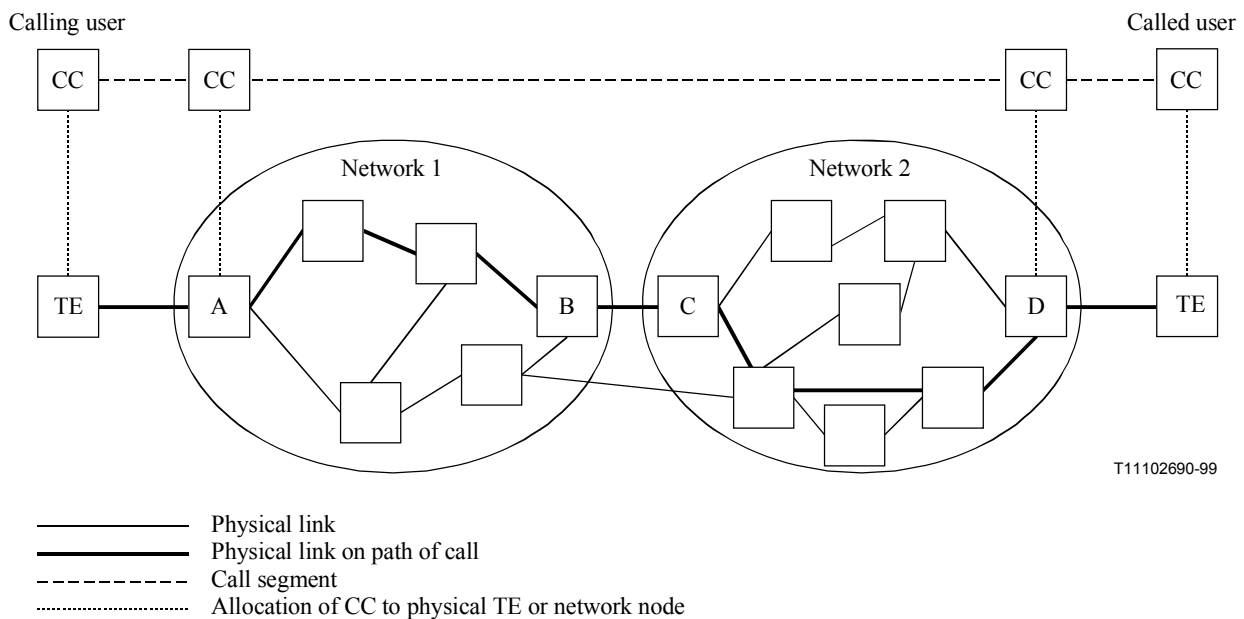 Calling user
Called user
CC
CC
CC
CC
Network 1
Network 2
TE
A
B
C
D
TE
T11102690-99
Physical link
Physical link on path of call
Call segment
Allocation of CC to physical TE or network node